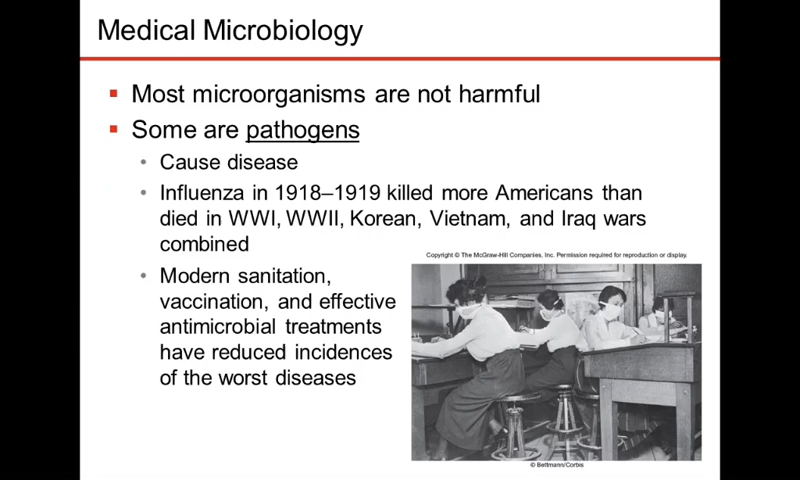 Medical Microbiology
Most microorganisms are not harmful
Some are pathogens
Cause disease
Influenza in 1918–1919 killed more Americans than
died in WWI, WWII, Korean, Vietnam, and Iraq wars
combined
Copyright © The McGraw-Hill Companies, Inc. Permission required for reproduction or display.
Modern sanitation,
vaccination, and effective
antimicrobial treatments
have reduced incidences
of the worst diseases
© Bettmann/Corbis